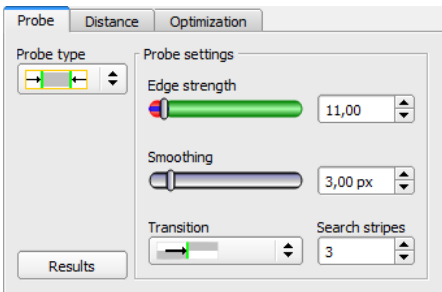 Probe Distance Optimization
Probe type
Probe settings
Edge strength
11,00
Smoothing
3,00 px
Transition Search stripes
3
Results